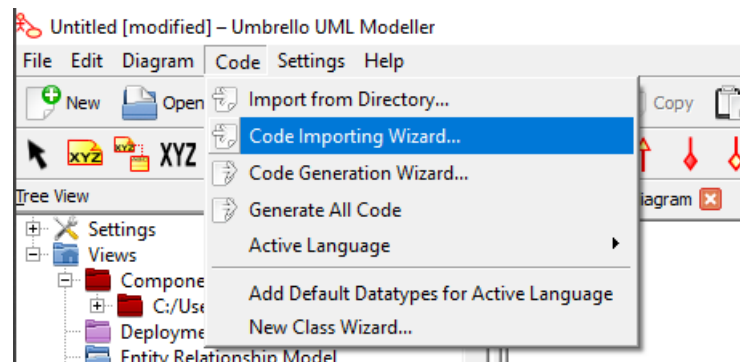 Untitled [modified] – Umbrello UML Modeller
File Edit Diagram Code Settings Help
New Open Import from Directory... Copy
XYZ XYZ XYZ Code Importing Wizard...
Code Generation Wizard...
Tree View Generate All Code iagram
Settings Active Language
Views
Compone
C:/Use Add Default Datatypes for Active Language
Deployme New Class Wizard...
Entity Relationship Model